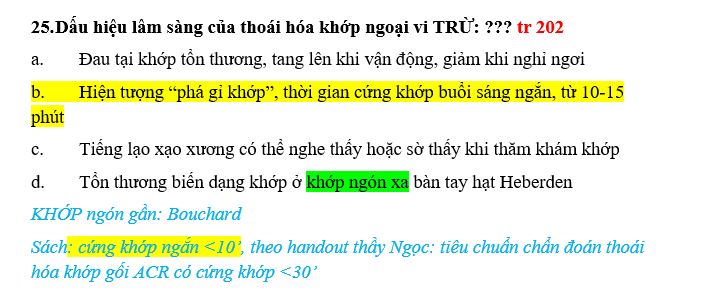 25.Dấu hiệu lâm sàng của thoái hóa khớp ngoại vi TRỪ: ??? tr 202
a. Đau tại khớp tổn thương, tang lên khi vận động, giảm khi nghỉ ngơi
b. Hiện tượng “phá gỉ khớp”, thời gian cứng khớp buổi sáng ngắn, từ 10-15
phút
c. Tiếng lạo xạo xương có thể nghe thấy hoặc sờ thấy khi thăm khám khớp
d. Tổn thương biến dạng khớp ở khớp ngón xa bàn tay hạt Heberden
KHỚP ngón gần: Bouchard
Sách: cứng khớp ngắn <10’, theo handout thầy Ngọc: tiêu chuẩn chẩn đoán thoái
hóa khớp gối ACR có cứng khớp <30’